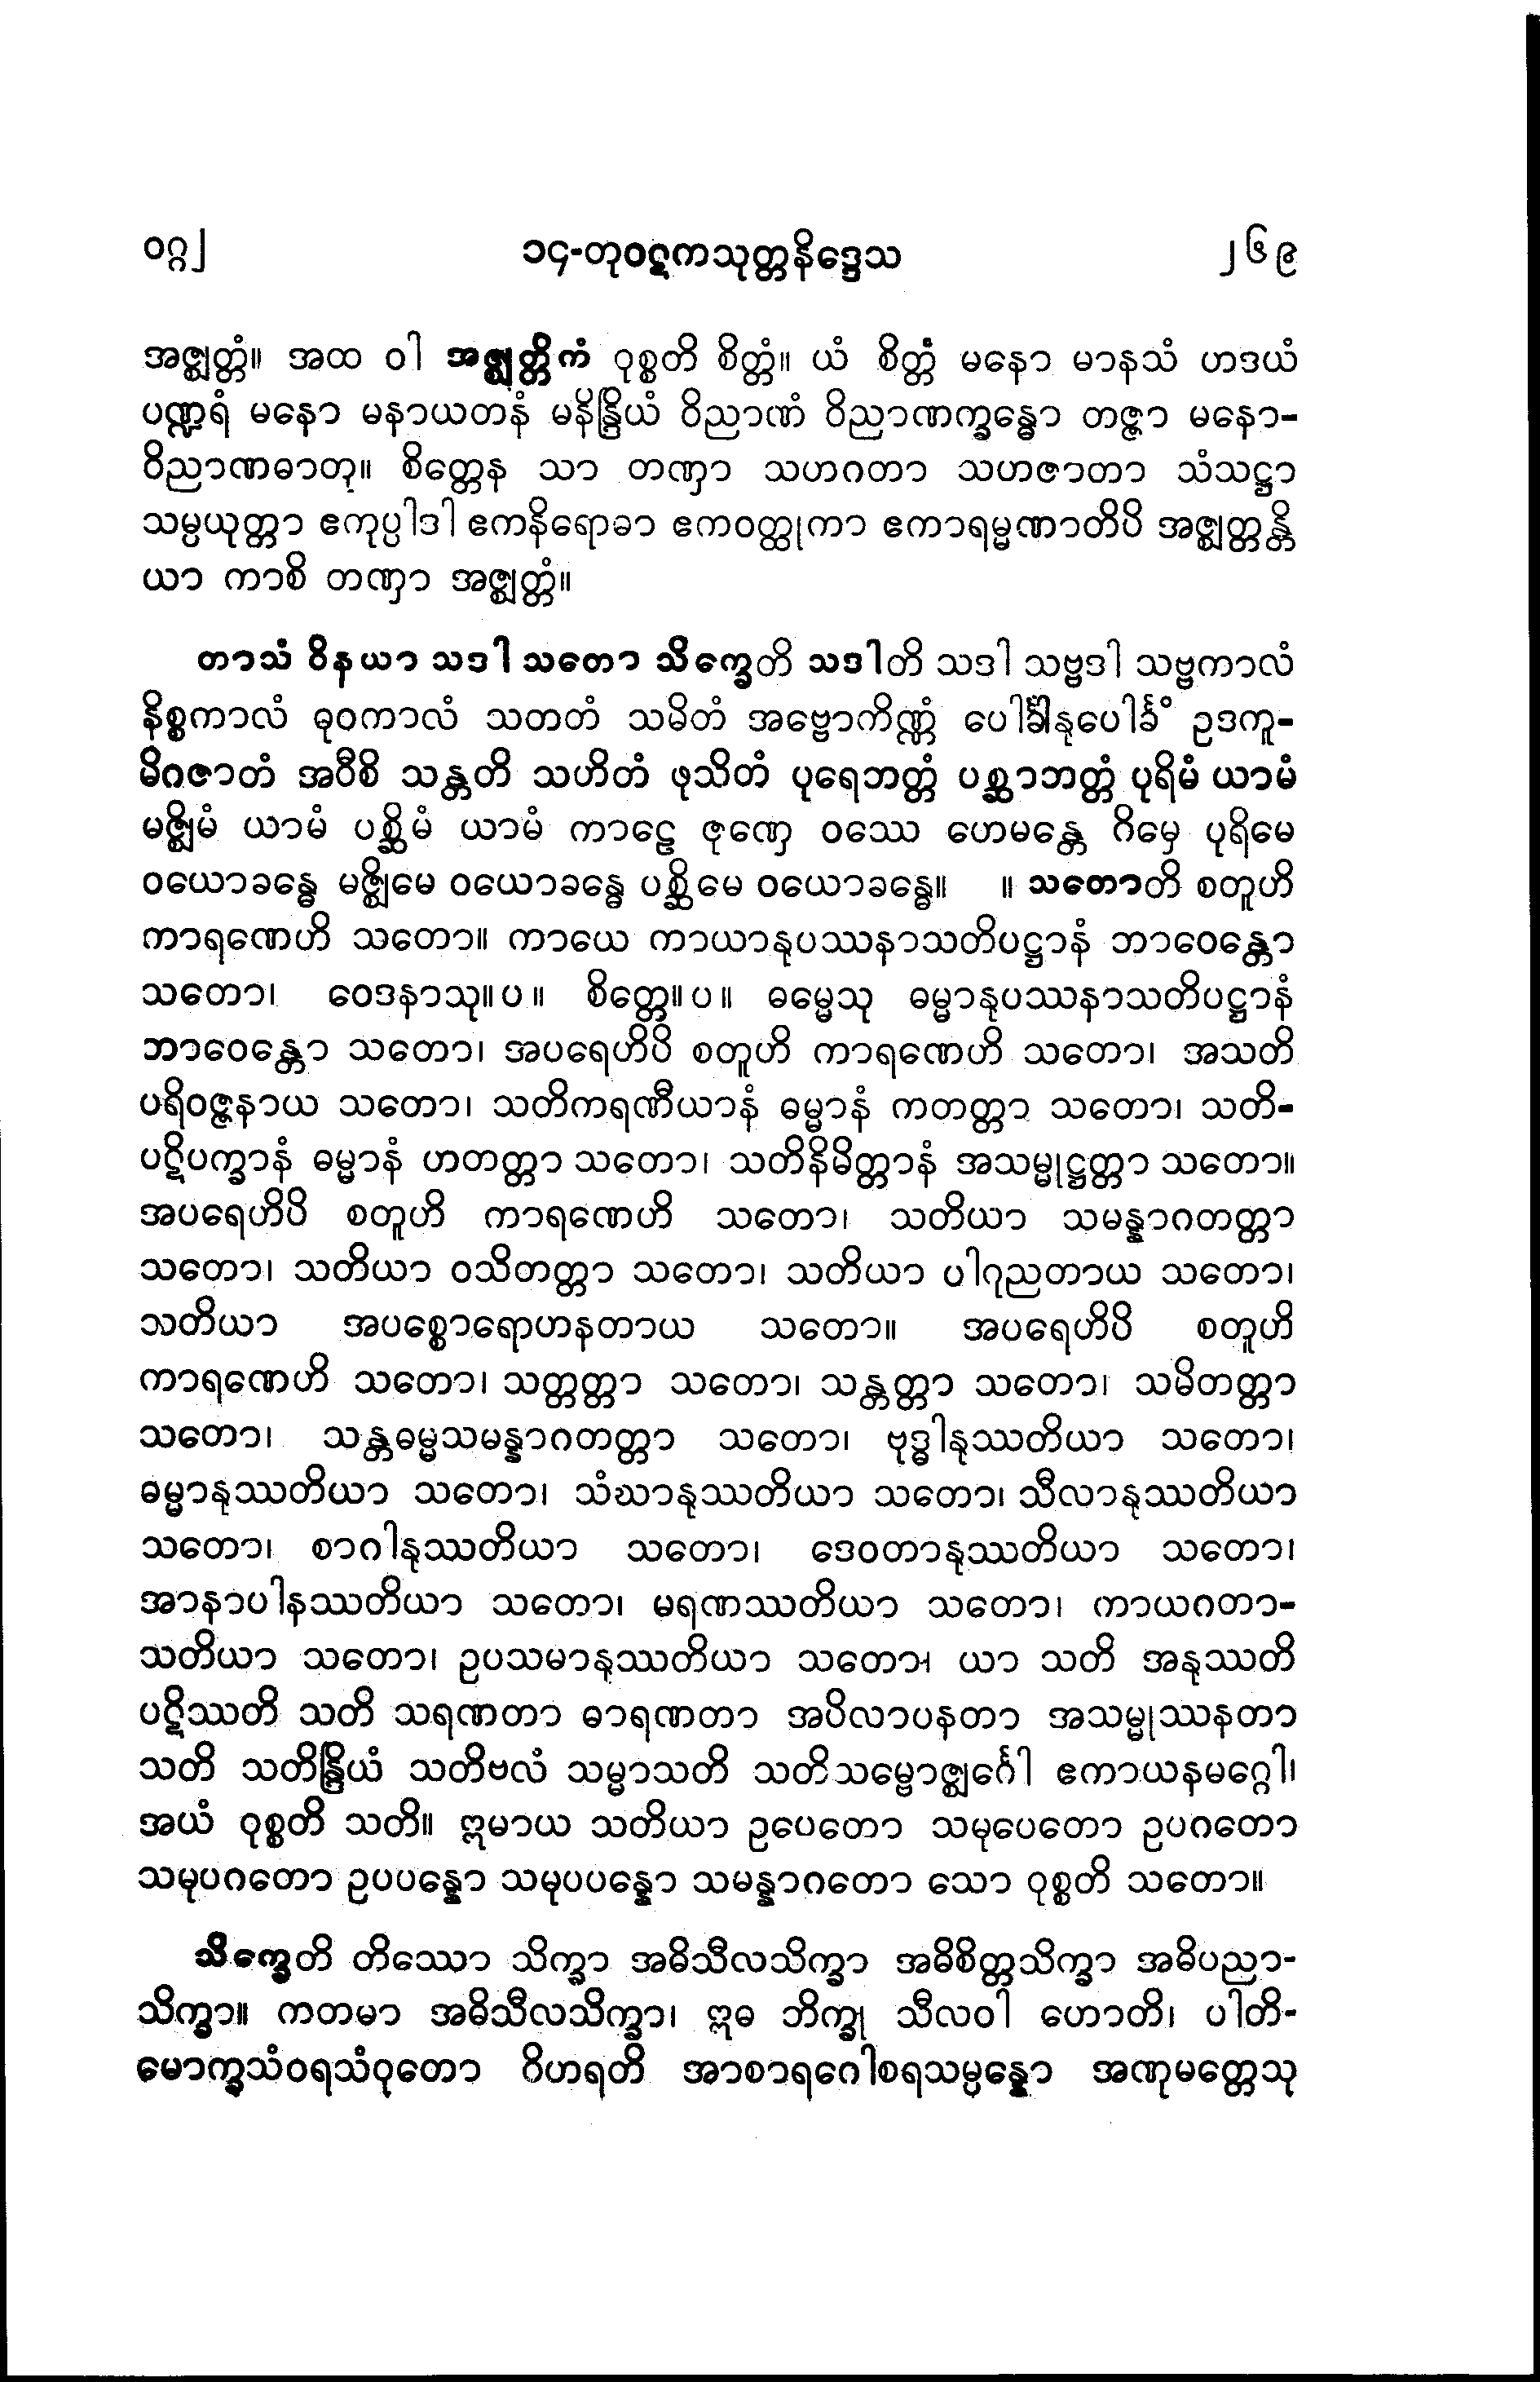 ဝဂ္ဂ] ၁၄-တုဝဋကသုတ္တနိဒ္ဒေသ ၂၆၉
အဇ္ဈတ္တံ။ အထ ဝါ အဇ္ဈတ္တိကံ ဝုစ္စတိ စိတ္တံ။ ယံ စိတ္တံ မနော မာနသံ ဟဒယံ
ပဏ္ဍရံ မနော မနာယတနံ မနိန္ဒြိယံ ဝိညာဏံ ဝိညာဏက္ခန္ဓော တဇ္ဇာ မနော-
ဝိညာဏဓာတု။ စိတ္တေန သာ တဏှာ သဟဂတာ သဟဇာတာ သံသဋ္ဌာ
သမ္ပယုတ္တာ ဧကုပ္ပါဒါ ဧကနိရောဓာ ဧကဝတ္ထုကာ ဧကာရမ္မဏာတိပိ အဇ္ဈတ္တန္တိ
ယာ ကာစိ တဏှာ အဇ္ဈတ္တံ။
တာသံ ဝိနယာ သဒါ သတော သိက္ခေတိ သဒါတိ သဒါ သဗ္ဗဒါ သဗ္ဗကာလံ
နိစ္စကာလံ ဓုဝကာလံ သတတံ သမိတံ အဗ္ဗောကိဏ္ဏံ ပေါင်္ခါနုပေါင်္ခံ ဥဒကူ-
မိဂဇာတံ အဝီစိ သန္တတိ သဟိတံ ဖုသိတံ ပုရေဘတ္တံ ပစ္ဆာဘတ္တံ ပုရိမံ ယာမံ
မဇ္ဈိမံ ယာမံ ပစ္ဆိမံ ယာမံ ကာဠေ ဇုဏှေ ဝဿေ ဟေမန္တေ ဂိမှေ ပုရိမေ
ဝယောခန္ဓေ မဇ္ဈိမေ ဝယောခန္ဓေ ပစ္ဆိမေ ဝယောခန္ဓေ။ ။ သတောတိ စတူဟိ
ကာရဏေဟိ သတော။ ကာယေ ကာယာနုပဿနာသတိပဋ္ဌာနံ ဘာဝေန္တော
သတော၊ ဝေဒနာသု။ ပ ။ စိတ္တေ။ ပ ။ ဓမ္မေသု ဓမ္မာနုပဿနာသတိပဋ္ဌာနံ
ဘာဝေန္တော သတော၊ အပရေဟိပိ စတူဟိ ကာရဏေဟိ သတော၊ အသတိ
ပရိဝဇ္ဇနာယ သတော၊ သတိကရဏီယာနံ ဓမ္မာနံ ကတတ္တာ သတော၊ သတိ-
ပဋိပက္ခာနံ ဓမ္မာနံ ဟတတ္တာ သတော၊ သတိနိမိတ္တာနံ အသမ္မုဋ္ဌတ္တာ သတော။
အပရေဟိပိ စတူဟိ ကာရဏေဟိ သတော၊ သတိယာ သမန္နာဂတတ္တာ
သတော၊ သတိယာ ဝသိတတ္တာ သတော၊ သတိယာ ပါဂုညတာယ သတော၊
သတိယာ အပစ္စောရောဟနတာယ သတော။ အပရေဟိပိ စတူဟိ
ကာရဏေဟိ သတော၊ သတ္တတ္တာ သတော၊ သန္တတ္တာ သတော၊ သမိတတ္တာ
သတော၊ သန္တဓမ္မသမန္နာဂတတ္တာ သတော၊ ဗုဒ္ဓါနုဿတိယာ သတော၊
ဓမ္မာနုဿတိယာ သတော၊ သံဃာနုဿတိယာ သတော၊ သီလာနုဿတိယာ
သတော၊ စာဂါနုဿတိယာ သတော၊ ဒေဝတာနုဿတိယာ သတော၊
အာနာပါနဿတိယာ သတော၊ မရဏဿတိယာ သတော၊ ကာယဂတာ-
သတိယာ သတော၊ ဥပသမာနုဿတိယာ သတော။ ယာ သတိ အနုဿတိ
ပဋိဿတိ သတိ သရဏတာ ဓာရဏတာ အပိလာပနတာ အသမ္မုဿနတာ
သတိ သတိန္ဒြိယံ သတိဗလံ သမ္မာသတိ သတိသမ္ဗောဇ္ဈင်္ဂေါ ဧကာယနမဂ္ဂေါ၊
အယံ ဝုစ္စတိ သတိ။ ဣမာယ သတိယာ ဥပေတော သမုပေတော ဥပဂတော
သမုပဂတော ဥပပန္နော သမုပပန္နော သမန္နာဂတော သော ဝုစ္စတိ သတော။
သိက္ခေတိ တိဿော သိက္ခာ အဓိသီလသိက္ခာ အဓိစိတ္တသိက္ခာ အဓိပညာ-
သိက္ခာ။ ကတမာ အဓိသီလသိက္ခာ၊ ဣဓ ဘိက္ခု သီလဝါ ဟောတိ၊ ပါတိ-
မောက္ခသံဝရသံဝုတော ဝိဟရတိ အာစာရဂေါစရသမ္ပန္နော အဏုမတ္တေသု